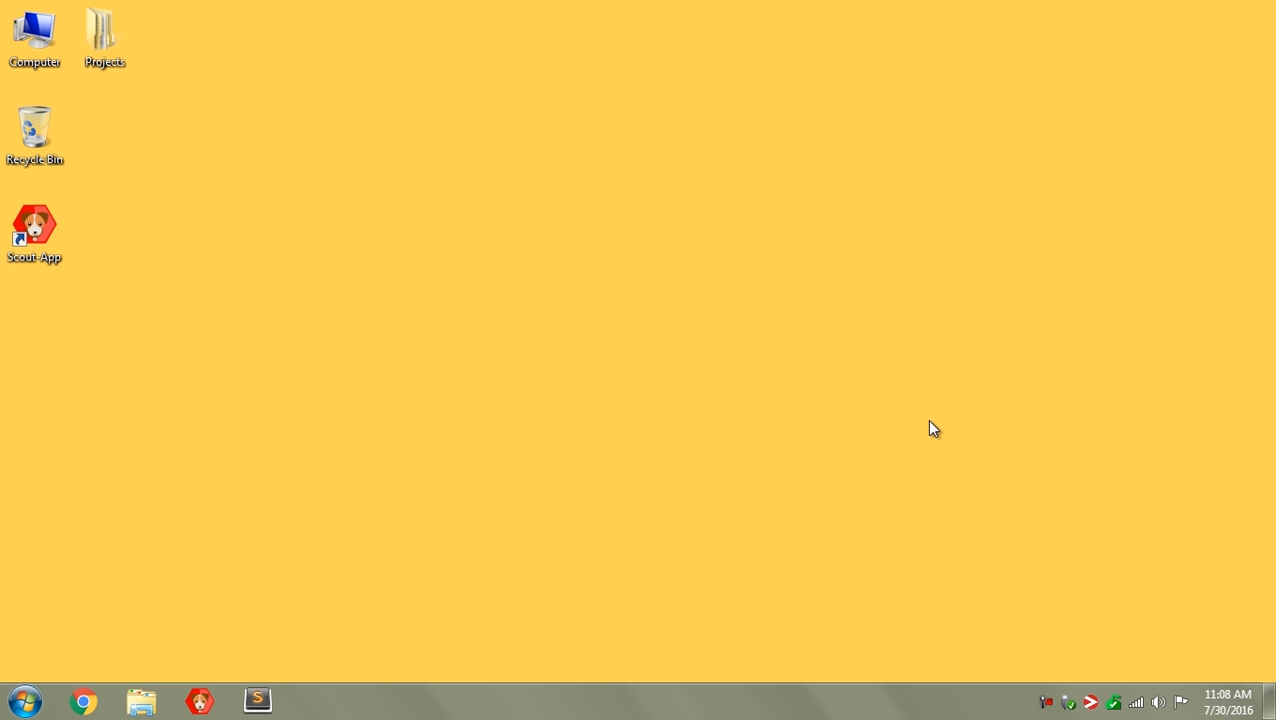 Computer
Projects
Recycle Bin
Scout-App
S
11:08 AM
7/30/2016